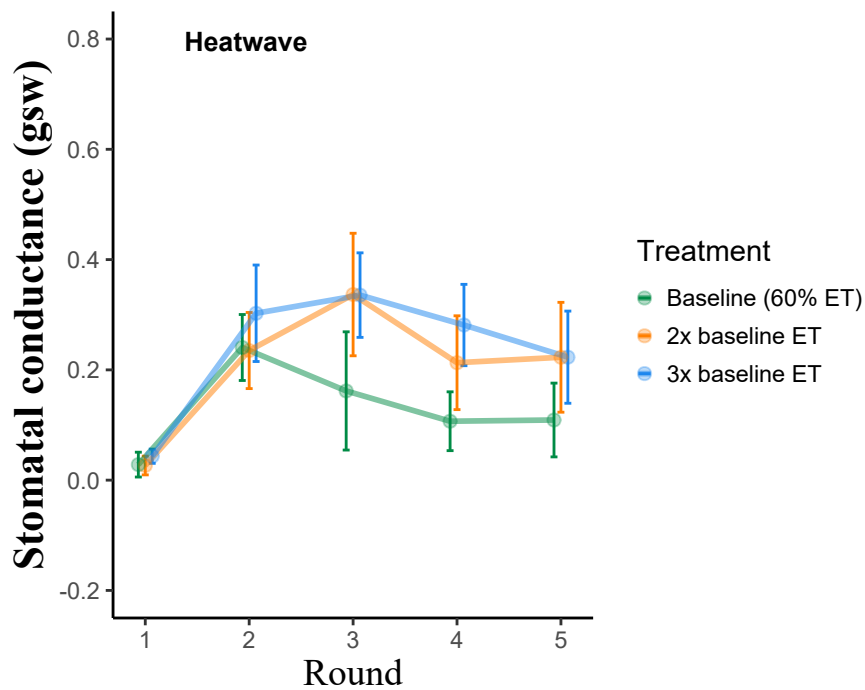 Heatwave
Stomatal conductance (gsw)
0.8
0.6
0.4
0.2
0.0
-0.2
1 2 3 4 5
Round
Treatment
Baseline (60% ET)
2x baseline ET
3x baseline ET